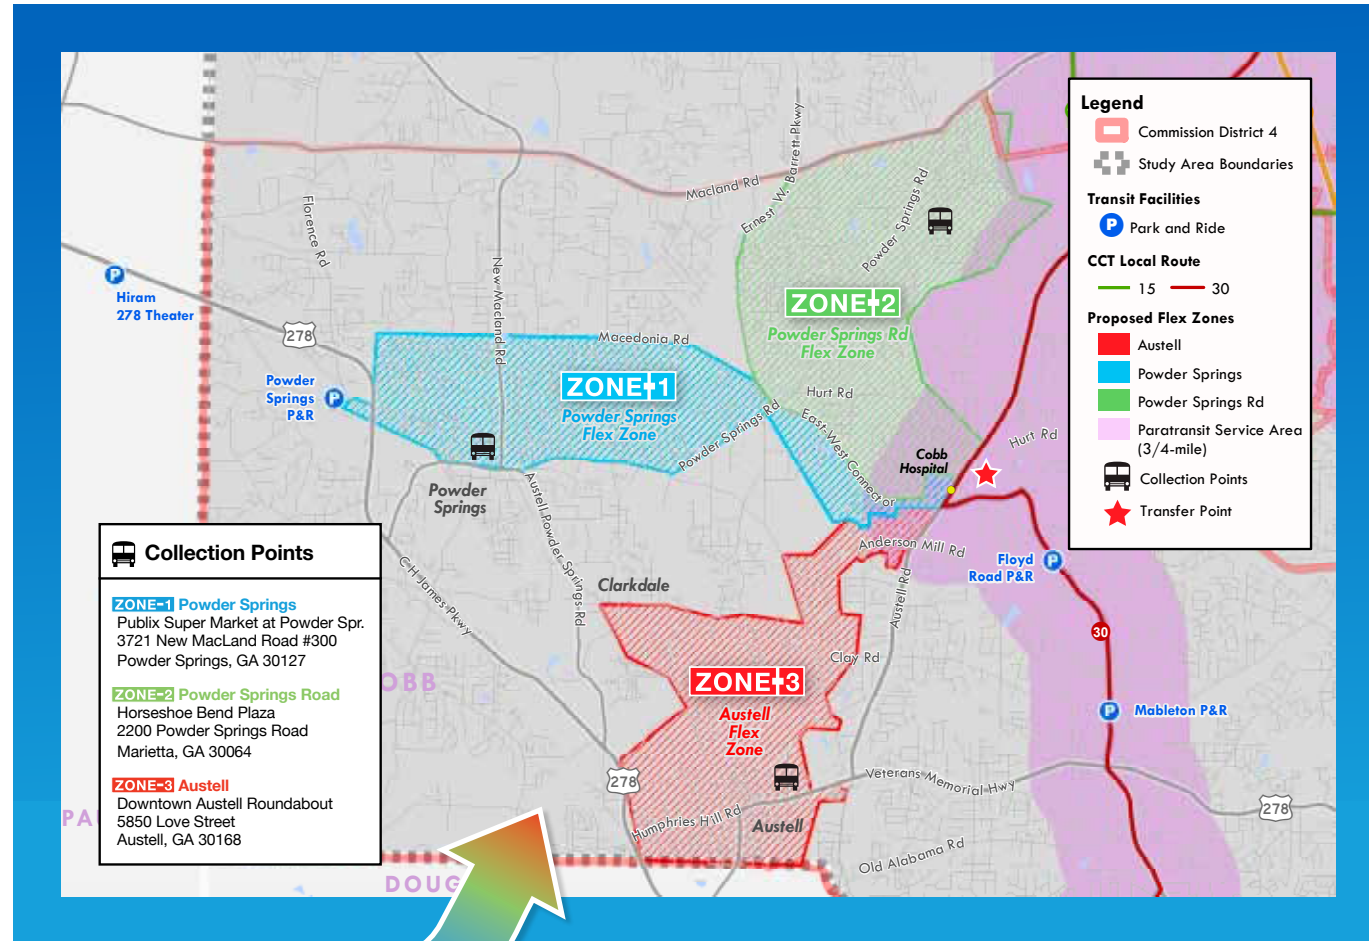 Legend
Commission District 4
Study Area Boundaries
Transit Facilities
P Park and Ride
CCT Local Route
15 30
Proposed Flex Zones
Austell
Powder Springs
Powder Springs Rd
Paratransit Service Area
(3/4-mile)
Collection Points
Transfer Point
Macland Rd
Ernest W. Barrett Pkwy
Powder Springs Rd
Florence Rd
New Macland Rd
P
Hiram
278 Theater
278
Macedonia Rd
ZONE-2
Powder Springs Rd
Flex Zone
ZONE-1
Powder Springs
Flex Zone
Powder
Springs
P&R
P
Hurt Rd
East-West Connector
Powder Springs Rd
Cobb
Hospital
Hurt Rd
Powder
Springs
Austell Powder Springs Rd
C H James Pkwy
Anderson Mill Rd
Floyd
Road P&R
P
Clarkdale
Austell Rd
30
Clay Rd
ZONE-3
Austell
Flex
Zone
P
Mableton P&R
278
Veterans Memorial Hwy
278
Humphries Hill Rd
Austell
Old Alabama Rd
OBB
PAU
DOUG
Collection Points
ZONE-1 Powder Springs
Publix Super Market at Powder Spr.
3721 New MacLand Road #300
Powder Springs, GA 30127
ZONE-2 Powder Springs Road
Horseshoe Bend Plaza
2200 Powder Springs Road
Marietta, GA 30064
ZONE-3 Austell
Downtown Austell Roundabout
5850 Love Street
Austell, GA 30168